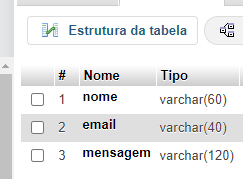 Estrutura da tabela
# Nome Tipo
1 nome varchar(60)
2 email varchar(40)
3 mensagem varchar(120)